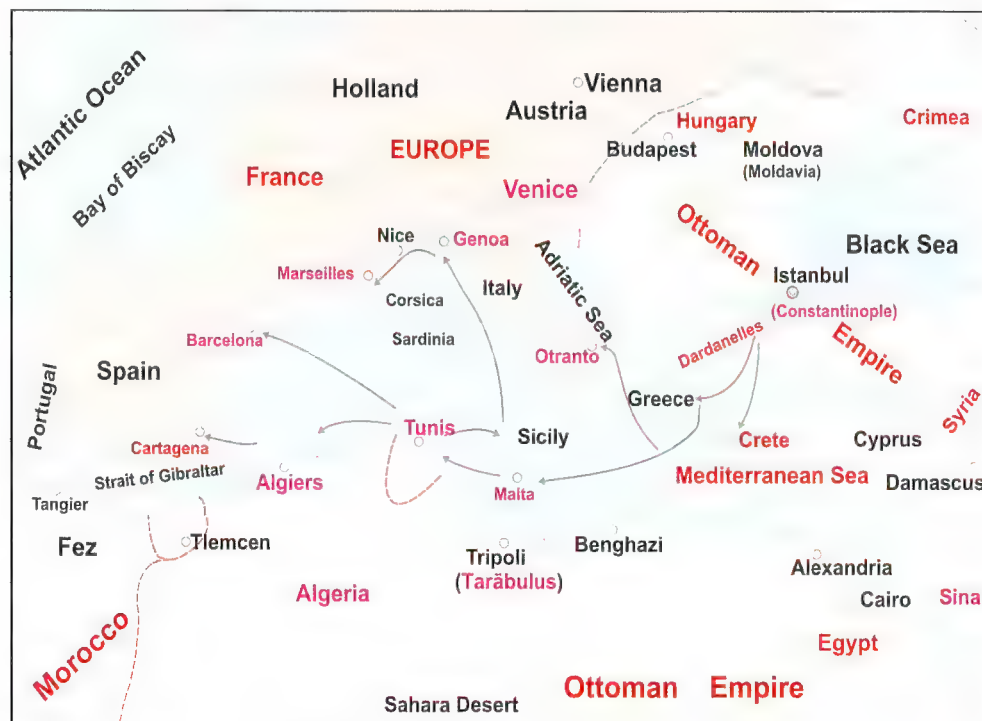 Atlantic Ocean
Bay of Biscay
Holland
Vienna
Austria
EUROPE
Hungary
Crimea
Budapest
Moldova
(Moldavia)
France
Venice
Ottoman
Black Sea
Nice
Genoa
Adriatic Sea
Marseilles
Corsica
Italy
Istanbul
(Constantinople)
Barcelona
Sardinia
Otranto
Dardanelles
Empire
Portugal
Spain
Greece
Syria
Cartagena
Tunis
Sicily
Crete
Cyprus
Strait of Gibraltar
Algiers
Malta
Mediterranean Sea
Damascus
Tangier
Fez
Tlemcen
Tripoli
(Taräbulus)
Benghazi
Alexandria
Algeria
Cairo
Sina
Morocco
Egypt
Sahara Desert
Ottoman Empire